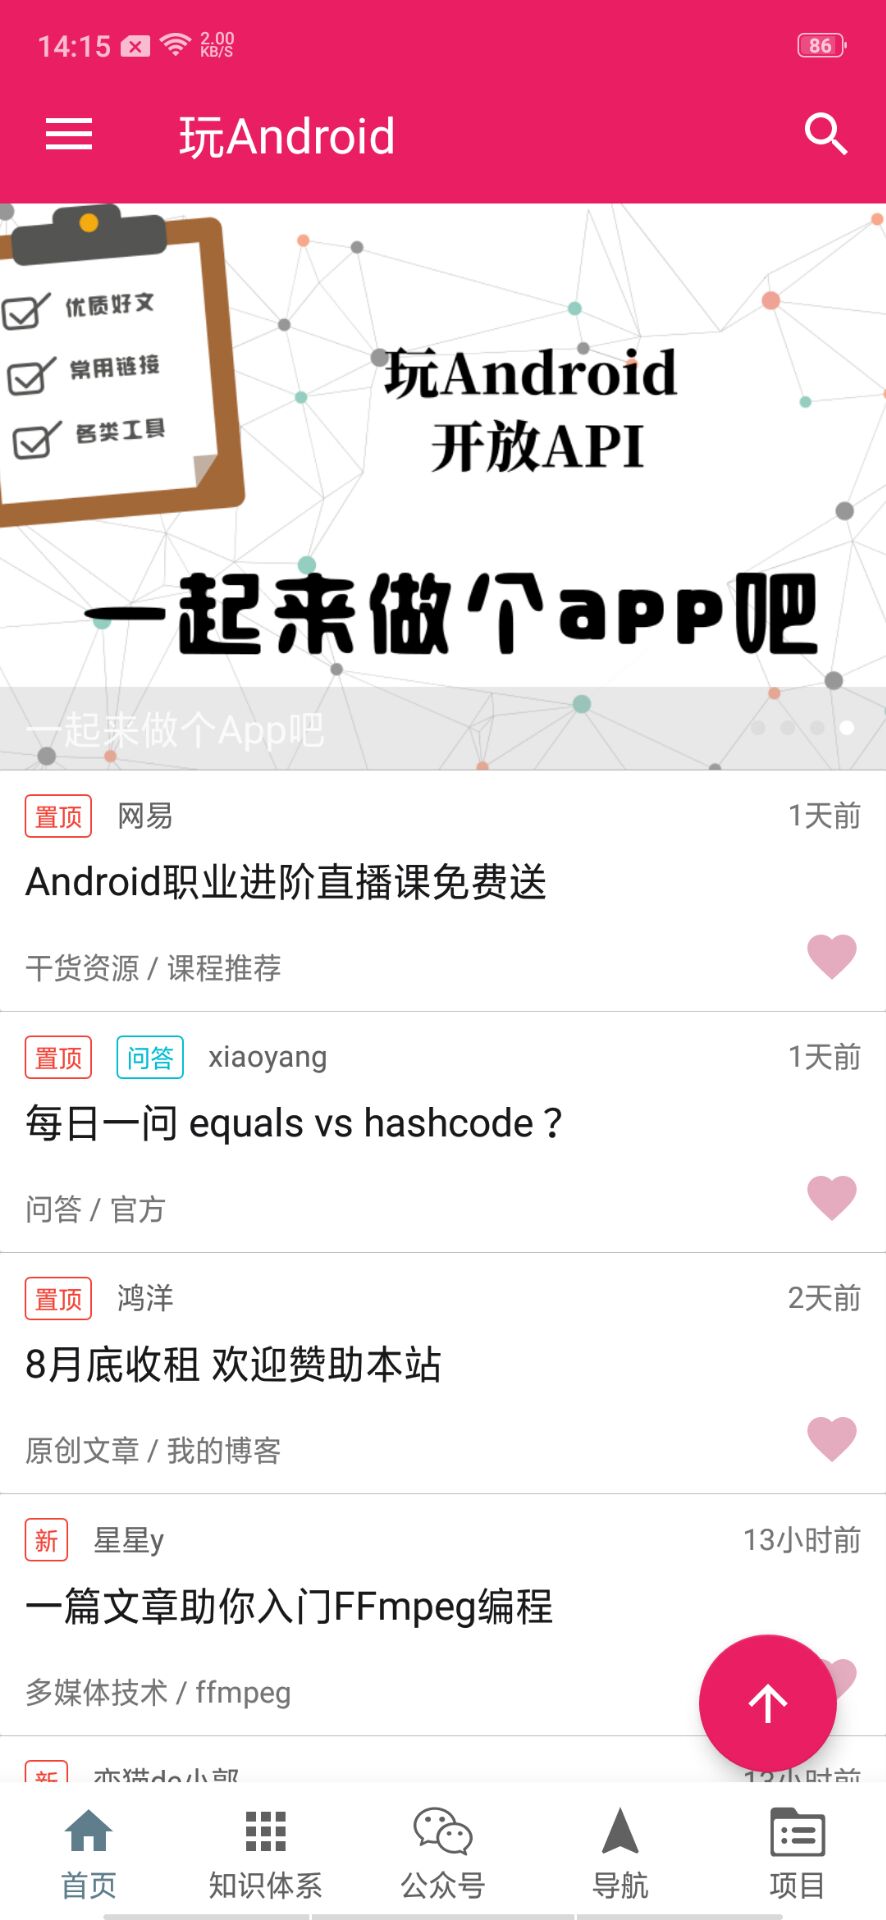 14:15
2.00
KB/S
86
玩Android
优质好文
常用链接
各类工具
玩Android
开放API
一起来做个app吧
一起来做个App吧
置顶 网易 1天前
Android职业进阶直播课免费送
干货资源 / 课程推荐
置顶 问答 xiaoyang 1天前
每日一问 equals vs hashcode ？
问答 / 官方
置顶 鸿洋 2天前
8月底收租 欢迎赞助本站
原创文章 / 我的博客
新 星星y 13小时前
一篇文章助你入门FFmpeg编程
多媒体技术 / ffmpeg
新 恋猫de小郭 13小时前
首页 知识体系 公众号 导航 项目